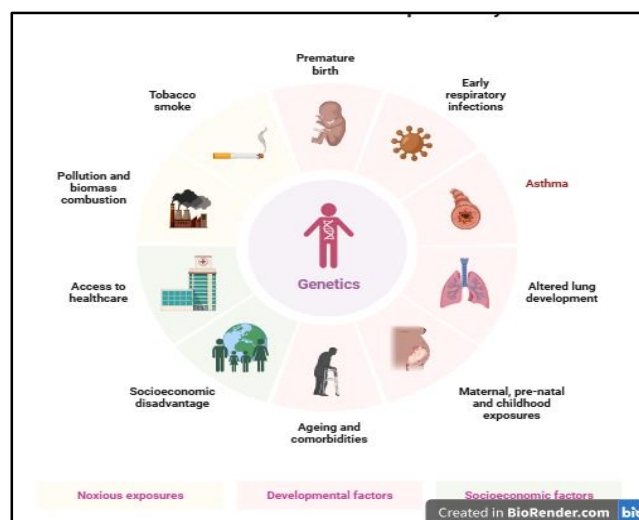 Premature
birth
Early
respiratory
infections
Tobacco
smoke
Asthma
Pollution and
biomass
combustion
Genetics
Access to
healthcare
Altered lung
development
Socioeconomic
disadvantage
Ageing and
comorbidities
Maternal, pre-natal
and childhood
exposures
Noxious exposures
Developmental factors
Socioeconomic factors
Created in BioRender.com